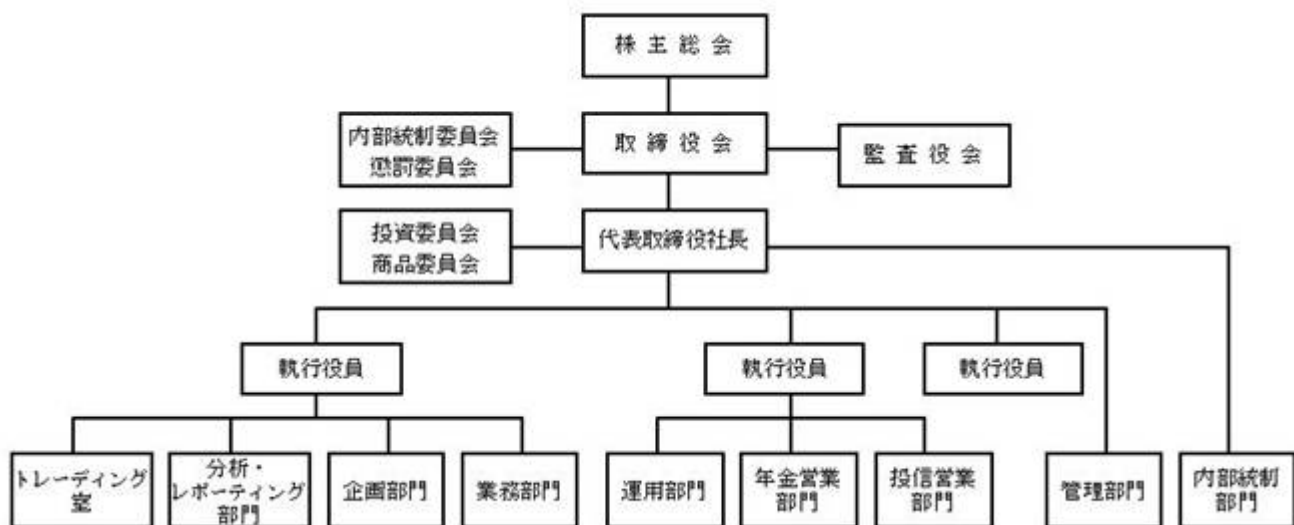 株主総会
内部統制委員会
懲罰委員会
取締役会
監査役会
投資委員会
商品委員会
代表取締役社長
執行役員
執行役員
執行役員
トレーディング
室
分析・
レポーティング
部門
企画部門
業務部門
運用部門
年金営業
部門
投信営業
部門
管理部門
内部統制
部門